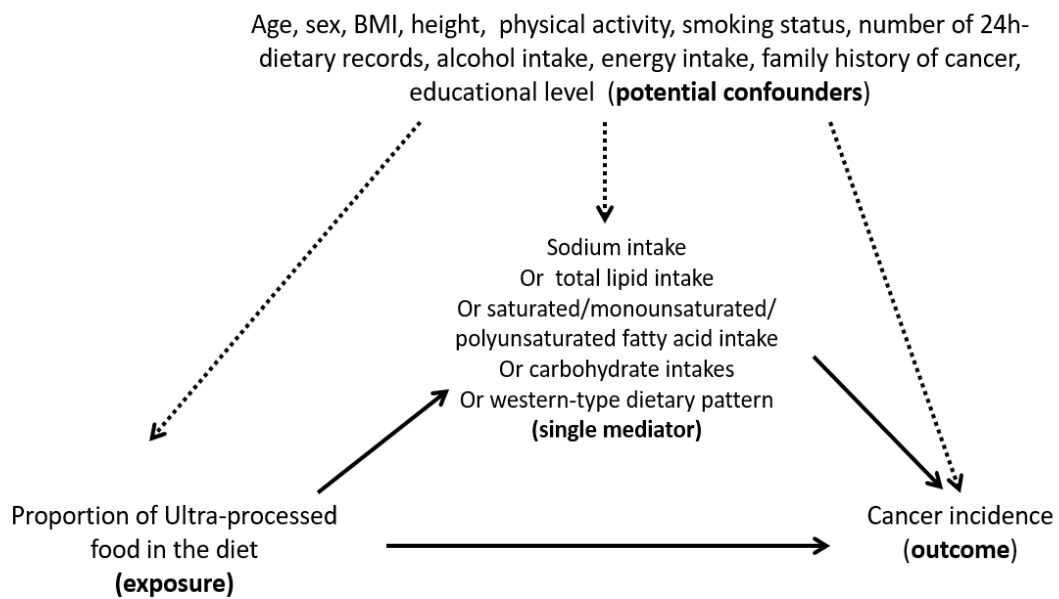 Age, sex, BMI, height, physical activity, smoking status, number of 24h-
dietary records, alcohol intake, energy intake, family history of cancer,
educational level (potential confounders)
Sodium intake
Or total lipid intake
Or saturated/monounsaturated/
polyunsaturated fatty acid intake
Or carbohydrate intakes
Or western-type dietary pattern
(single mediator)
Proportion of Ultra-processed
food in the diet
(exposure)
Cancer incidence
(outcome)